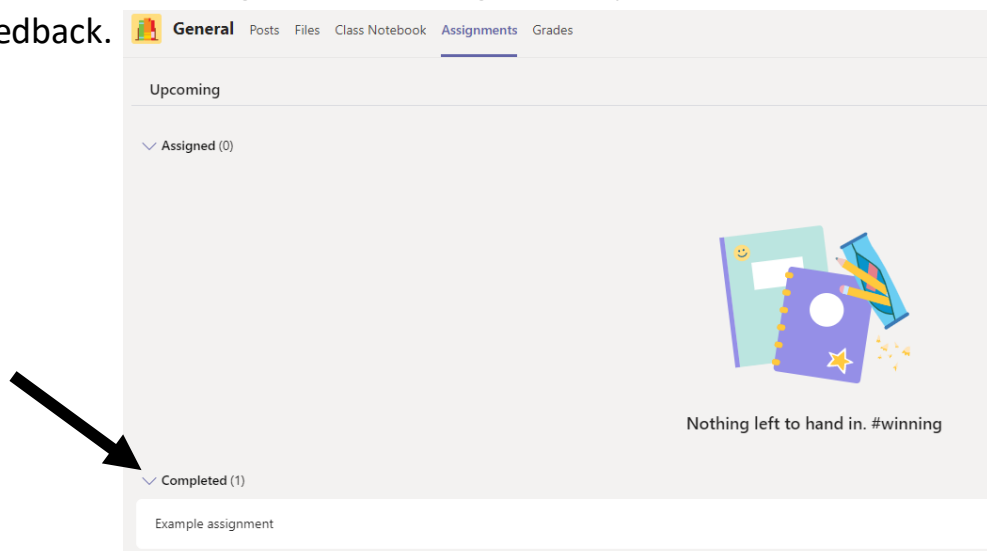 edback.
General Posts Files Class Notebook Assignments Grades
Upcoming
Assigned (0)
Nothing left to hand in. #winning
Completed (1)
Example assignment